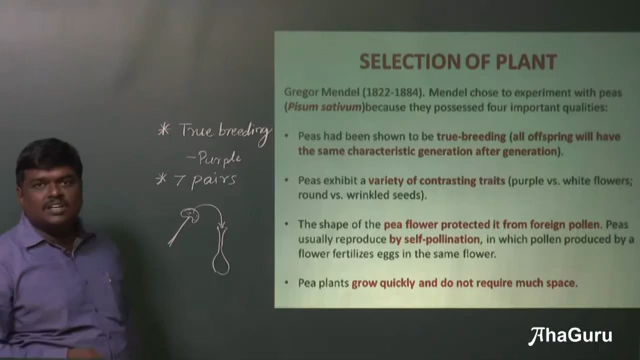 * True breeding
- Purple
* 7 pairs
SELECTION OF PLANT
Gregor Mendel (1822-1884). Mendel chose to experiment with peas
(Pisum sativum)because they possessed four important qualities:
• Peas had been shown to be true-breeding (all offspring will have
the same characteristic generation after generation).
• Peas exhibit a variety of contrasting traits (purple vs. white flowers;
round vs. wrinkled seeds).
• The shape of the pea flower protected it from foreign pollen. Peas
usually reproduce by self-pollination, in which pollen produced by a
flower fertilizes eggs in the same flower.
• Pea plants grow quickly and do not require much space.
AhaGuru